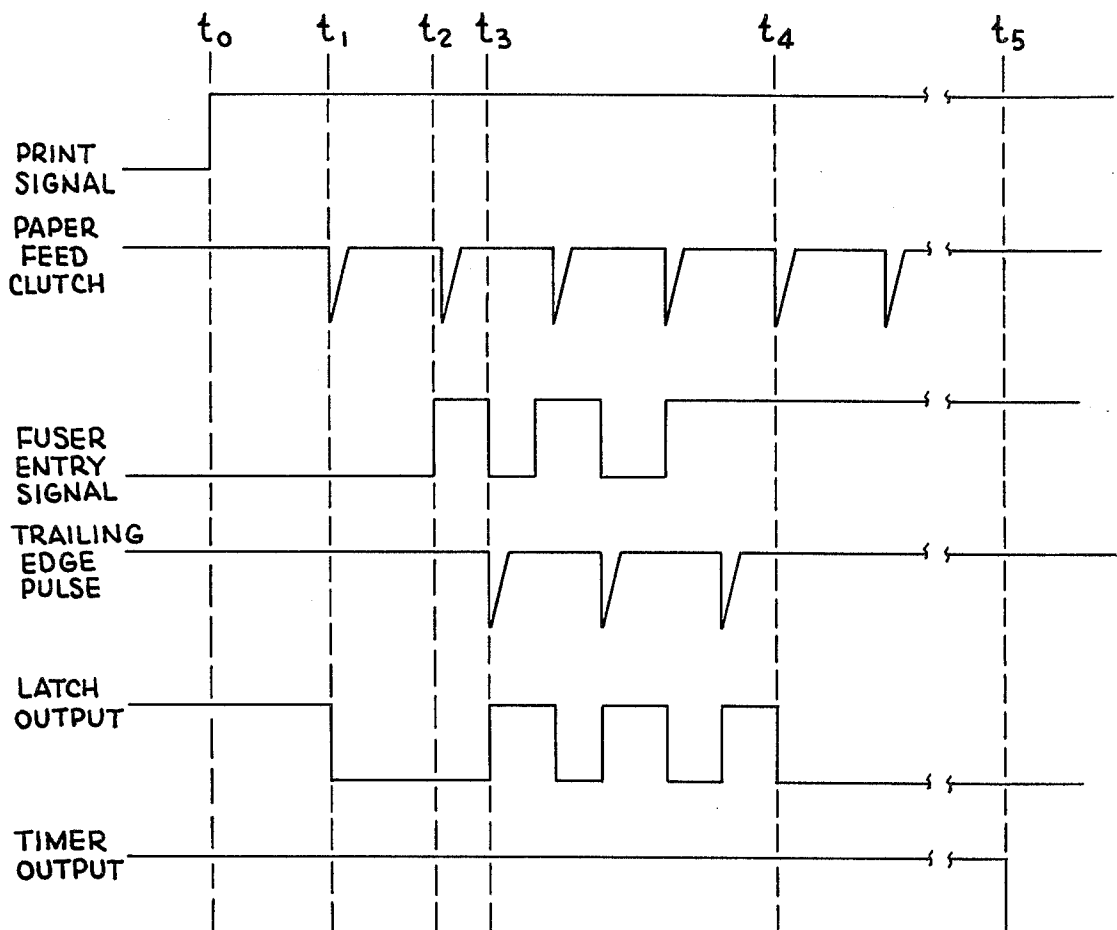 t0 t1 t2 t3 t4 t5
PRINT
SIGNAL
PAPER
FEED
CLUTCH
FUSER
ENTRY
SIGNAL
TRAILING
EDGE
PULSE
LATCH
OUTPUT
TIMER
OUTPUT